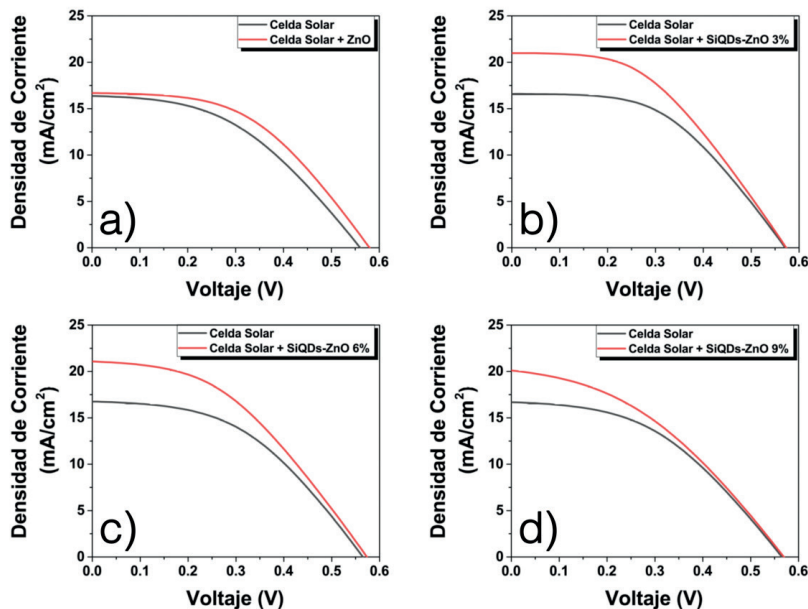 Celda Solar
Celda Solar + ZnO
Densidad de Corriente
(mA/cm²)
25
20
15
10
5
0
a)
0.0 0.1 0.2 0.3 0.4 0.5 0.6
Voltaje (V)
Celda Solar
Celda Solar + SiQDs-ZnO 3%
Densidad de Corriente
(mA/cm²)
25
20
15
10
5
0
b)
0.0 0.1 0.2 0.3 0.4 0.5 0.6
Voltaje (V)
Celda Solar
Celda Solar + SiQDs-ZnO 6%
Densidad de Corriente
(mA/cm²)
25
20
15
10
5
0
c)
0.0 0.1 0.2 0.3 0.4 0.5 0.6
Voltaje (V)
Celda Solar
Celda Solar + SiQDs-ZnO 9%
Densidad de Corriente
(mA/cm²)
25
20
15
10
5
0
d)
0.0 0.1 0.2 0.3 0.4 0.5 0.6
Voltaje (V)